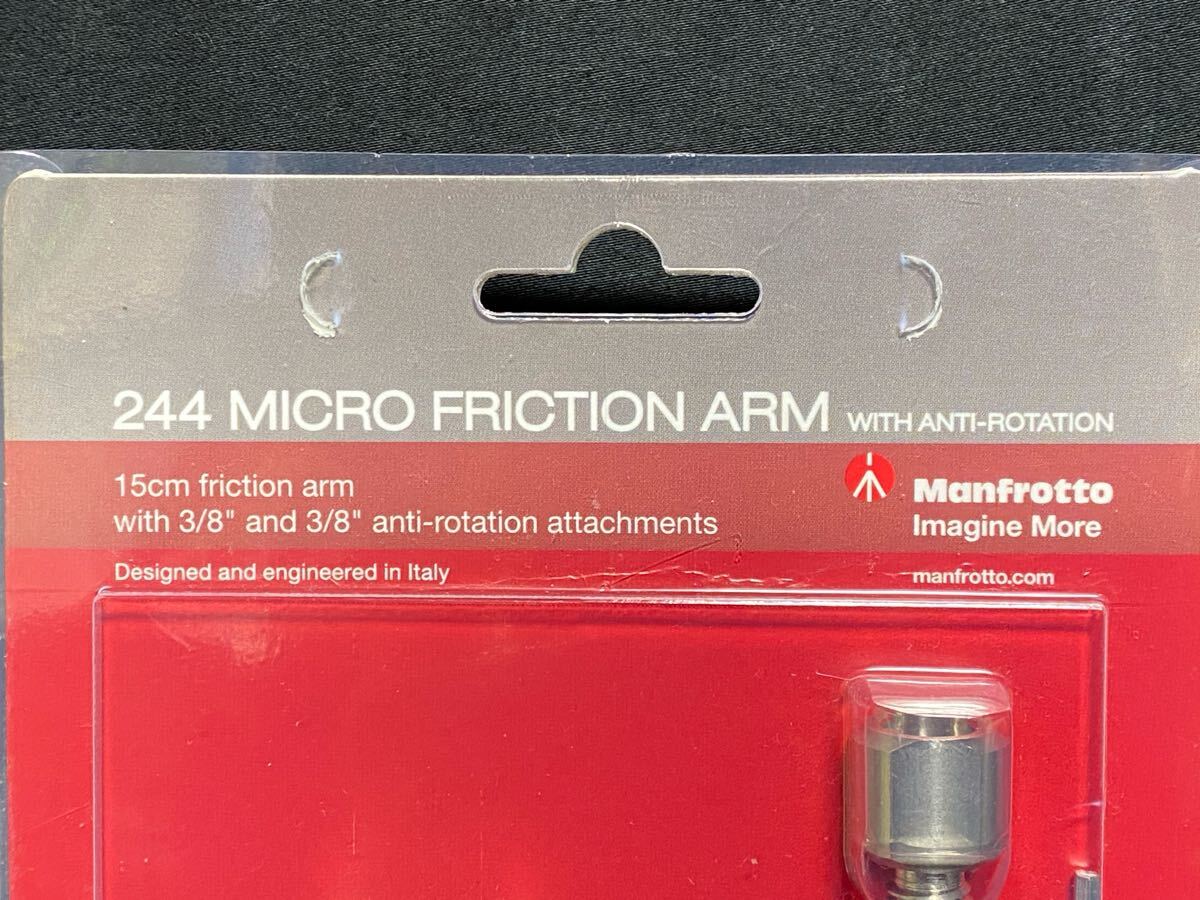 244 MICRO FRICTION ARM WITH ANTI-ROTATION
15cm friction arm
with 3/8" and 3/8" anti-rotation attachments
Designed and engineered in Italy
Manfrotto
Imagine More
manfrotto.com